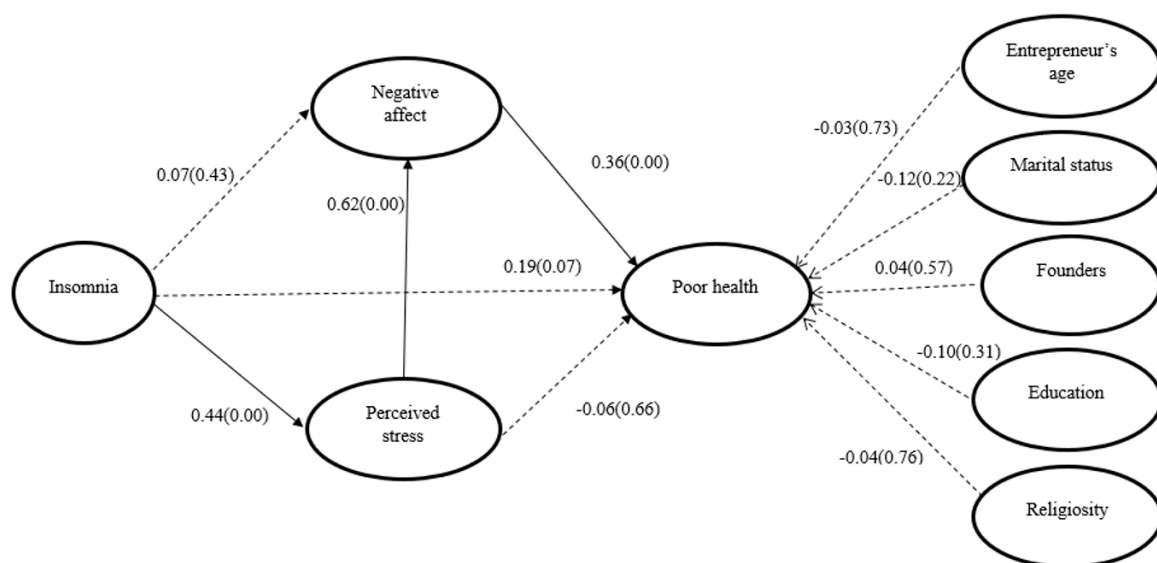 Entrepreneur's
age
Negative
affect
-0.03(0.73)
0.36(0.00)
Marital status
-0.12(0.22)
0.07(0.43)
0.62(0.00)
0.19(0.07)
0.04(0.57)
Founders
Insomnia
Poor health
-0.10(0.31)
Education
0.44(0.00)
Perceived
stress
-0.06(0.66)
-0.04(0.76)
Religiosity